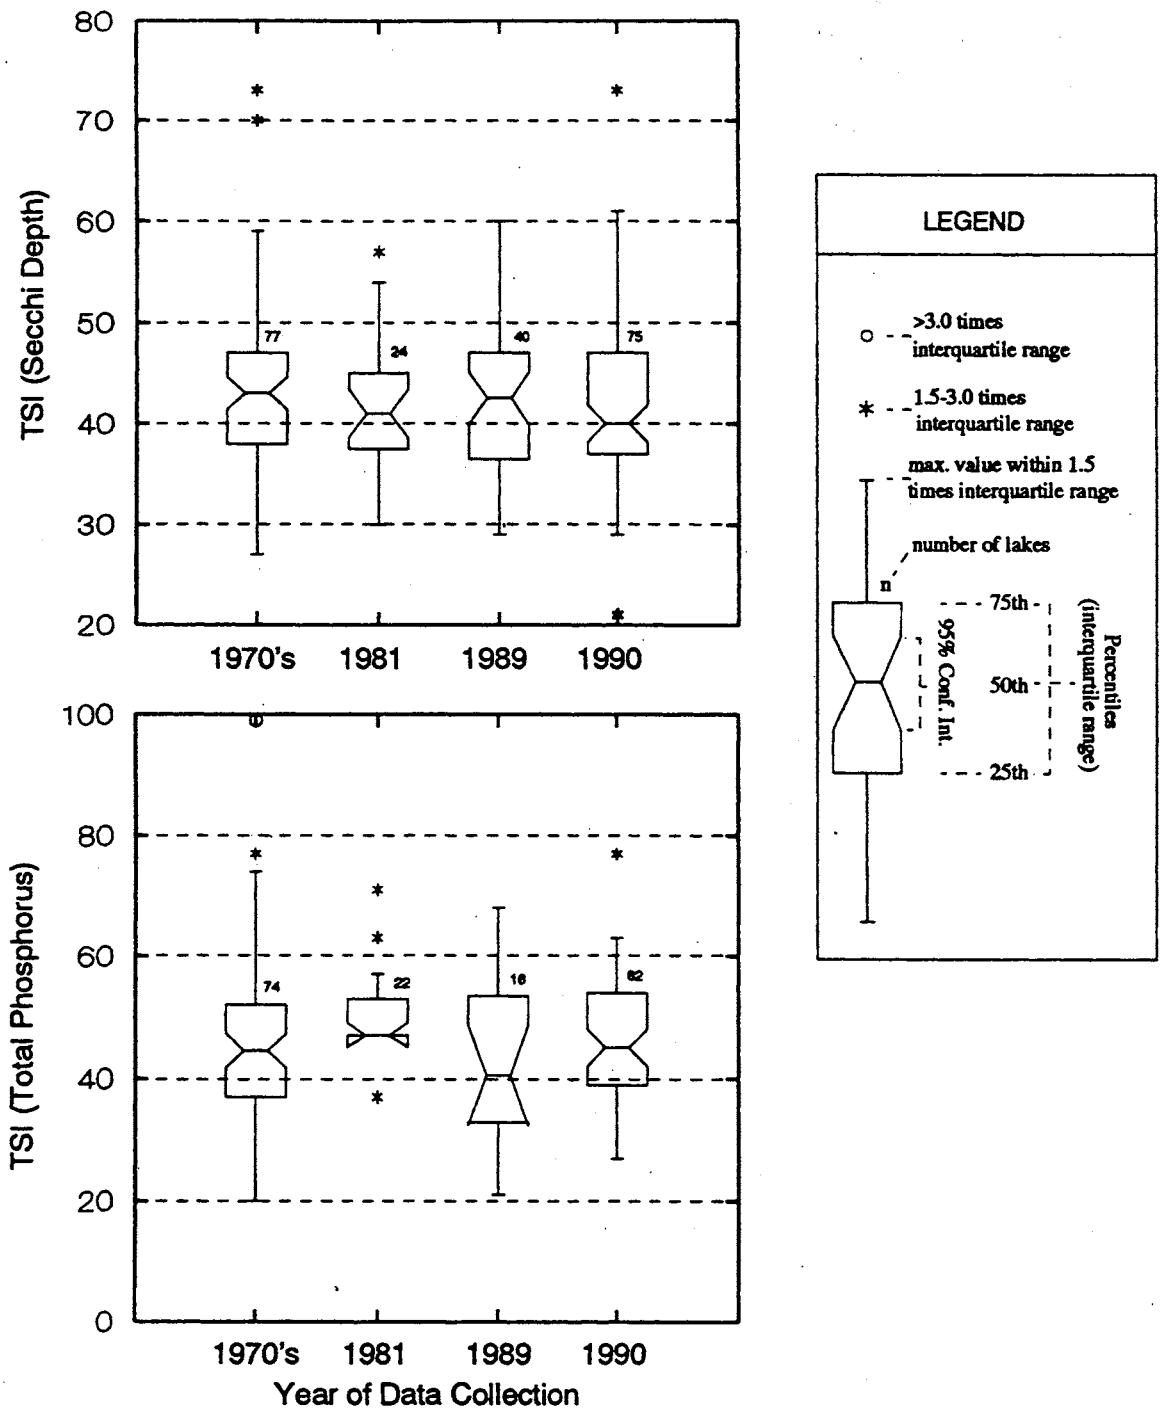 80
70
60
50
40
30
20
TSI (Secchi Depth)
77
24
40
75
1970's 1981 1989 1990
100
80
60
40
20
0
TSI (Total Phosphorus)
74
22
16
62
1970's 1981 1989 1990
Year of Data Collection
LEGEND
>3.0 times
interquartile range
1.5-3.0 times
interquartile range
max. value within 1.5
times interquartile range
number of lakes
n
75th
50th
25th
95% Conf. Int.
Percentiles
(interquartile range)